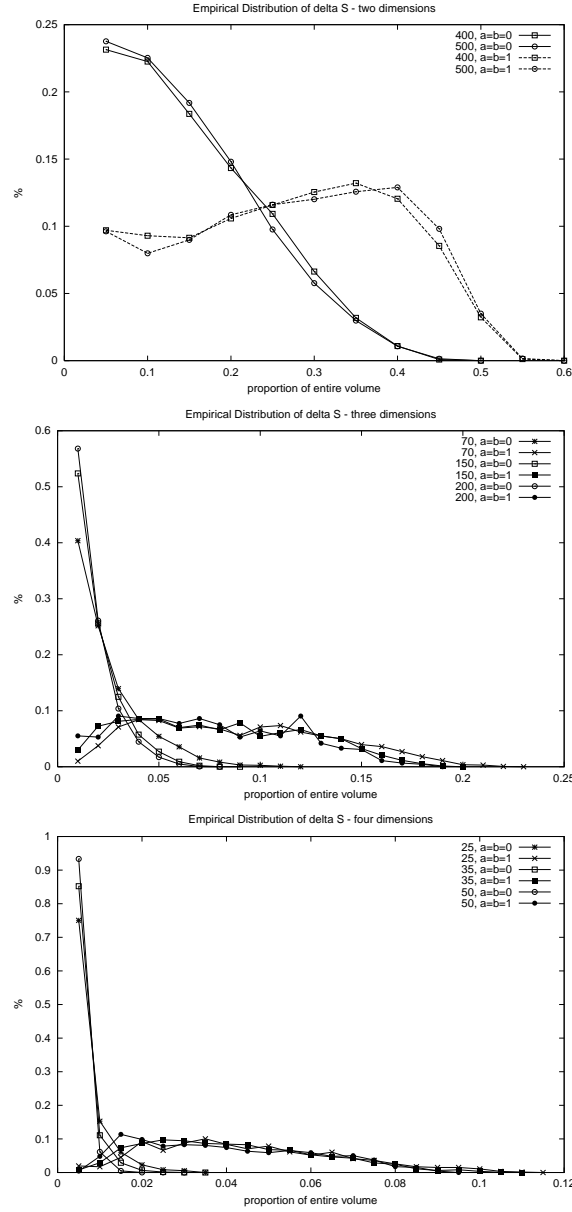 Empirical Distribution of delta S - two dimensions
0.25
0.2
0.15
0.1
0.05
0
%
400, a=b=0
500, a=b=0
400, a=b=1
500, a=b=1
0 0.1 0.2 0.3 0.4 0.5 0.6
proportion of entire volume
Empirical Distribution of delta S - three dimensions
0.6
0.5
0.4
0.3
0.2
0.1
0
%
70, a=b=0
70, a=b=1
150, a=b=0
150, a=b=1
200, a=b=0
200, a=b=1
0 0.05 0.1 0.15 0.2 0.25
proportion of entire volume
Empirical Distribution of delta S - four dimensions
1
0.9
0.8
0.7
0.6
0.5
0.4
0.3
0.2
0.1
0
%
25, a=b=0
25, a=b=1
35, a=b=0
35, a=b=1
50, a=b=0
50, a=b=1
0 0.02 0.04 0.06 0.08 0.1 0.12
proportion of entire volume